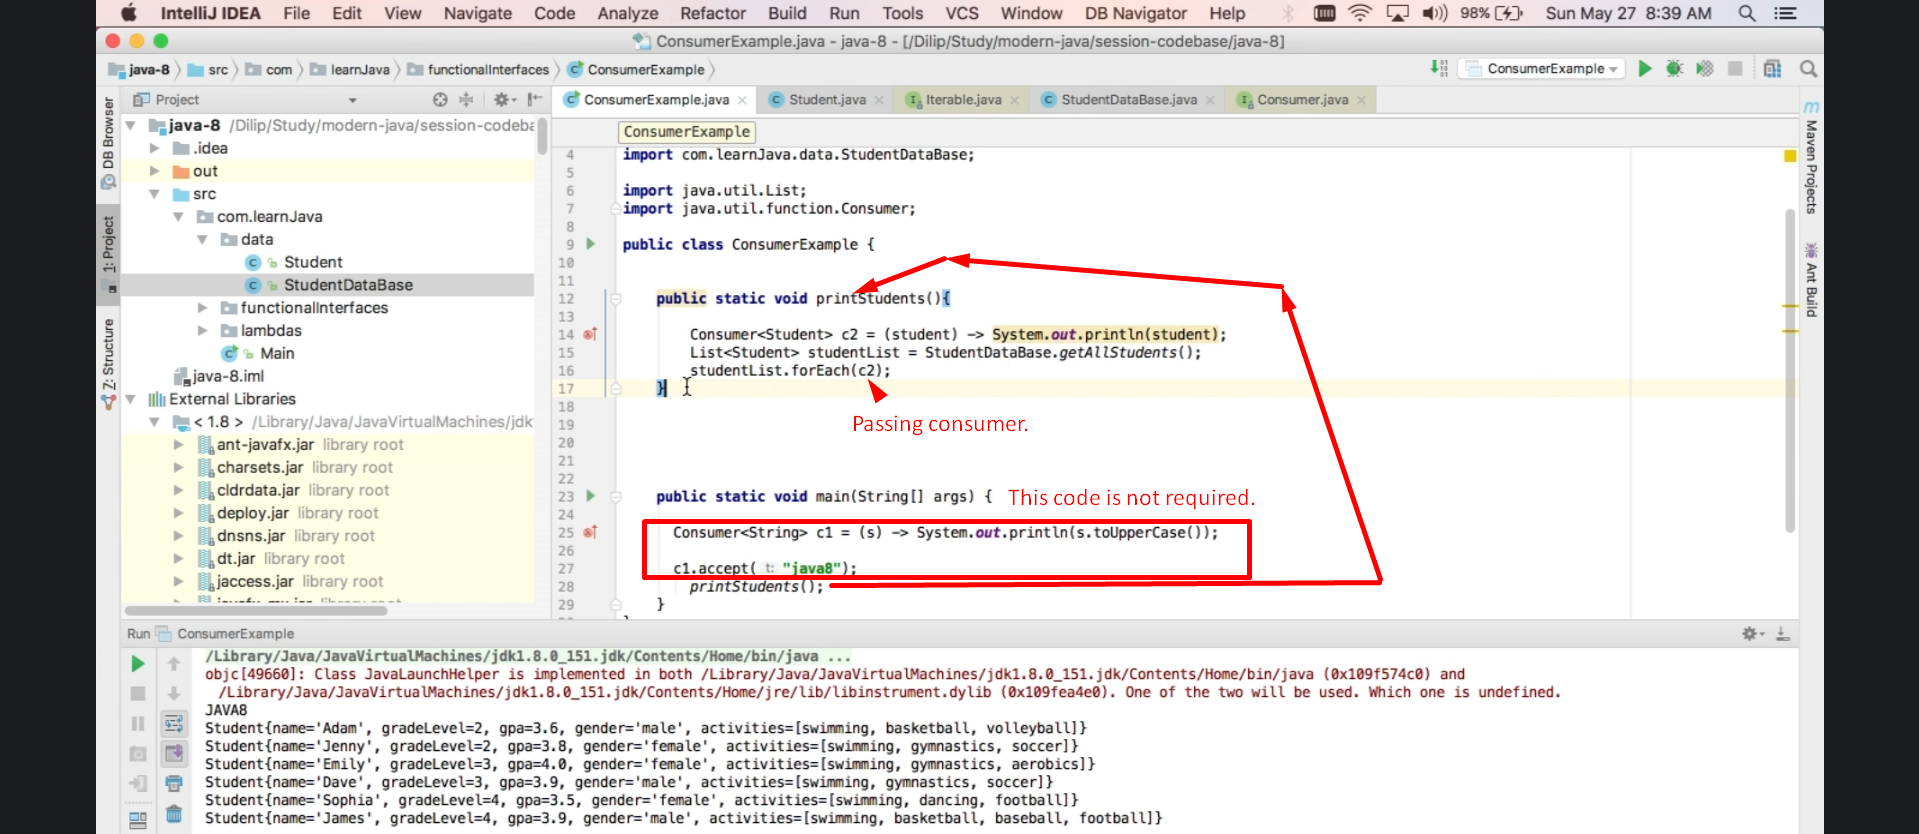 IntelliJ IDEA File Edit View Navigate Code Analyze Refactor Build Run Tools VCS Window DB Navigator Help 98% Sun May 27 8:39 AM
ConsumerExample.java - java-8 - [/Dilip/Study/modern-java/session-codebase/java-8]
java-8 src com learnJava functionalInterfaces ConsumerExample ConsumerExample
Project ConsumerExample.java Student.java Iterable.java StudentDataBase.java Consumer.java
DB Browser
1: Project
7: Structure
java-8 /Dilip/Study/modern-java/session-codeba
.idea
out
src
com.learnJava
data
Student
StudentDataBase
functionalInterfaces
lambdas
Main
java-8.iml
External Libraries
< 1.8 > /Library/Java/JavaVirtualMachines/jdk
ant-javafx.jar library root
charsets.jar library root
cldrdata.jar library root
deploy.jar library root
dnsns.jar library root
dt.jar library root
jaccess.jar library root
ConsumerExample
4 import com.learnJava.data.StudentDataBase;
5
6 import java.util.List;
7 import java.util.function.Consumer;
8
9 public class ConsumerExample {
10
11
12 public static void printStudents(){
13
14 Consumer<Student> c2 = (student) -> System.out.println(student);
15 List<Student> studentList = StudentDataBase.getAllStudents();
16 studentList.forEach(c2);
17 }
18
19 Passing consumer.
20
21
22
23 public static void main(String[] args) { This code is not required.
25 Consumer<String> c1 = (s) -> System.out.println(s.toUpperCase());
26
27 c1.accept( t: "java8");
28 printStudents();
29 }
m
Maven Projects
Ant Build
Run ConsumerExample
/Library/Java/JavaVirtualMachines/jdk1.8.0_151.jdk/Contents/Home/bin/java ...
objc[49660]: Class JavaLaunchHelper is implemented in both /Library/Java/JavaVirtualMachines/jdk1.8.0_151.jdk/Contents/Home/bin/java (0x109f574c0) and
/Library/Java/JavaVirtualMachines/jdk1.8.0_151.jdk/Contents/Home/jre/lib/libinstrument.dylib (0x109fea4e0). One of the two will be used. Which one is undefined.
JAVA8
Student{name='Adam', gradeLevel=2, gpa=3.6, gender='male', activities=[swimming, basketball, volleyball]}
Student{name='Jenny', gradeLevel=2, gpa=3.8, gender='female', activities=[swimming, gymnastics, soccer]}
Student{name='Emily', gradeLevel=3, gpa=4.0, gender='female', activities=[swimming, gymnastics, aerobics]}
Student{name='Dave', gradeLevel=3, gpa=3.9, gender='male', activities=[swimming, gymnastics, soccer]}
Student{name='Sophia', gradeLevel=4, gpa=3.5, gender='female', activities=[swimming, dancing, football]}
Student{name='James', gradeLevel=4, gpa=3.9, gender='male', activities=[swimming, basketball, baseball, football]}